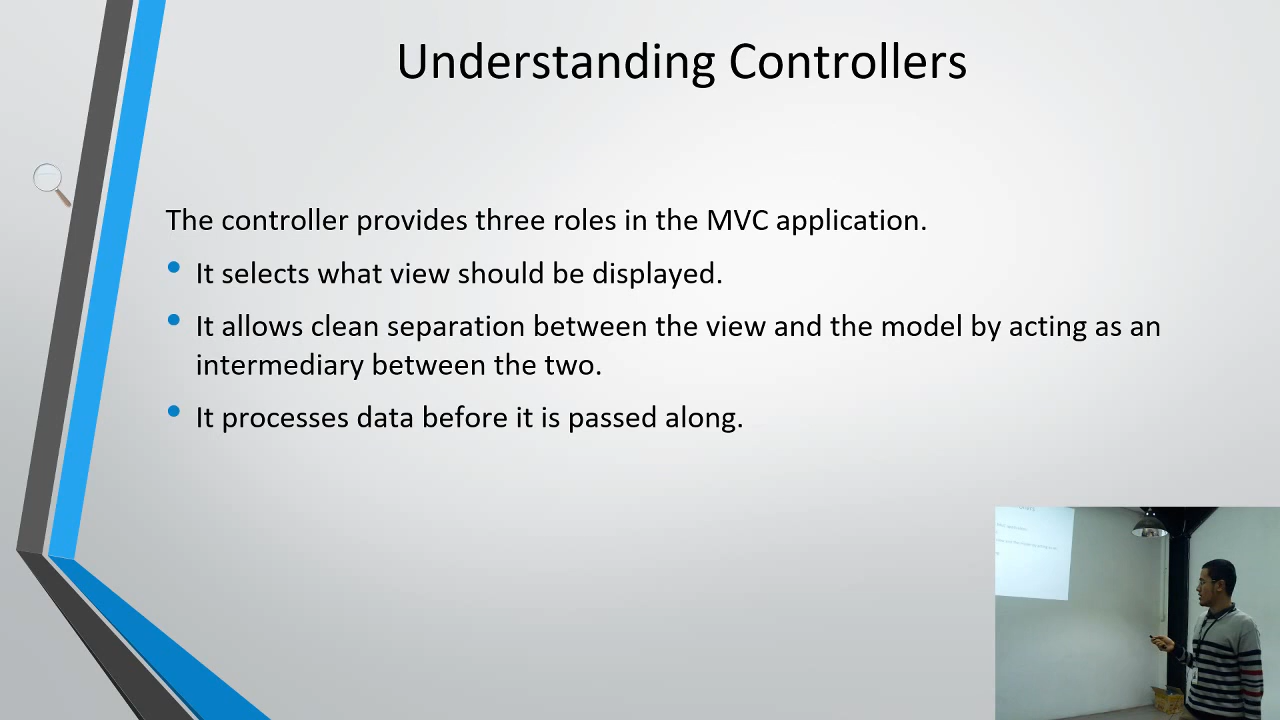 Understanding Controllers
The controller provides three roles in the MVC application.
It selects what view should be displayed.
It allows clean separation between the view and the model by acting as an
intermediary between the two.
It processes data before it is passed along.